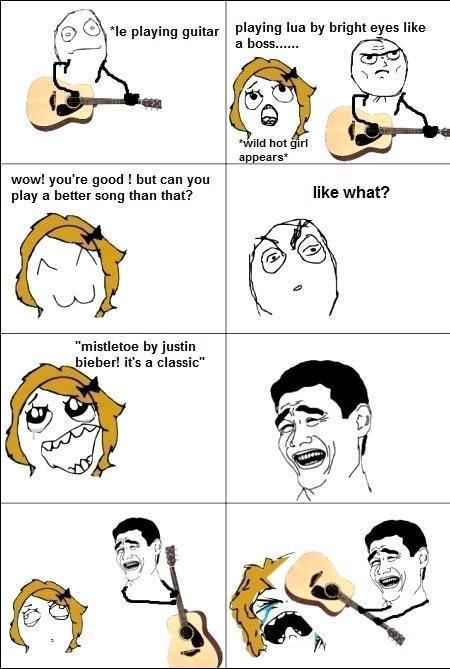 *le playing guitar
playing lua by bright eyes like
a boss......
*wild hot girl
appears*
wow! you're good ! but can you
play a better song than that?
like what?
"mistletoe by justin
bieber! it's a classic"